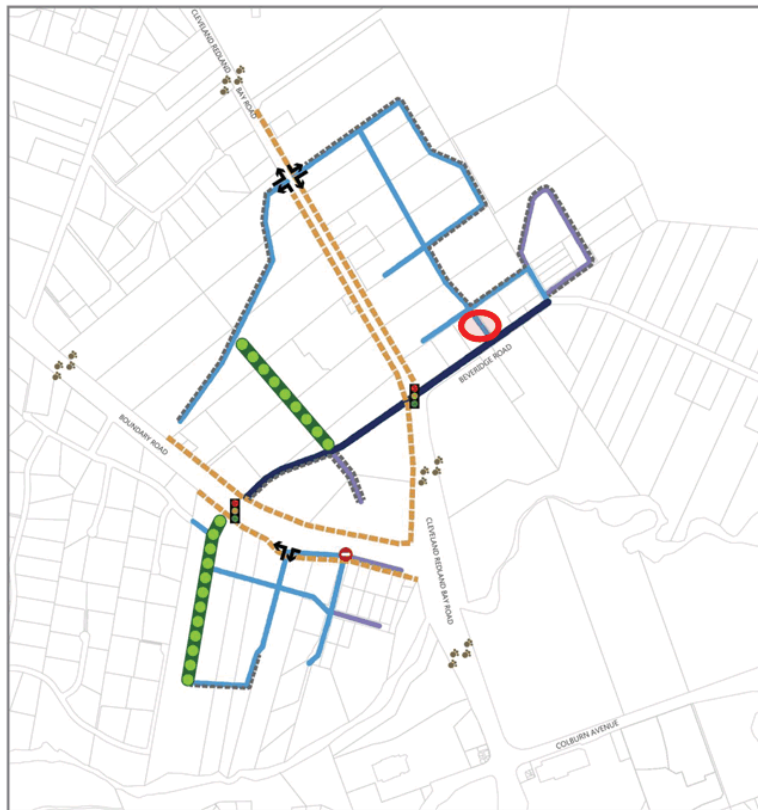 CLEVELAND REDLAND
BAY ROAD
BEVERIDGE ROAD
BOUNDARY ROAD
CLEVELAND REDLAND BAY ROAD
COLBURN AVENUE